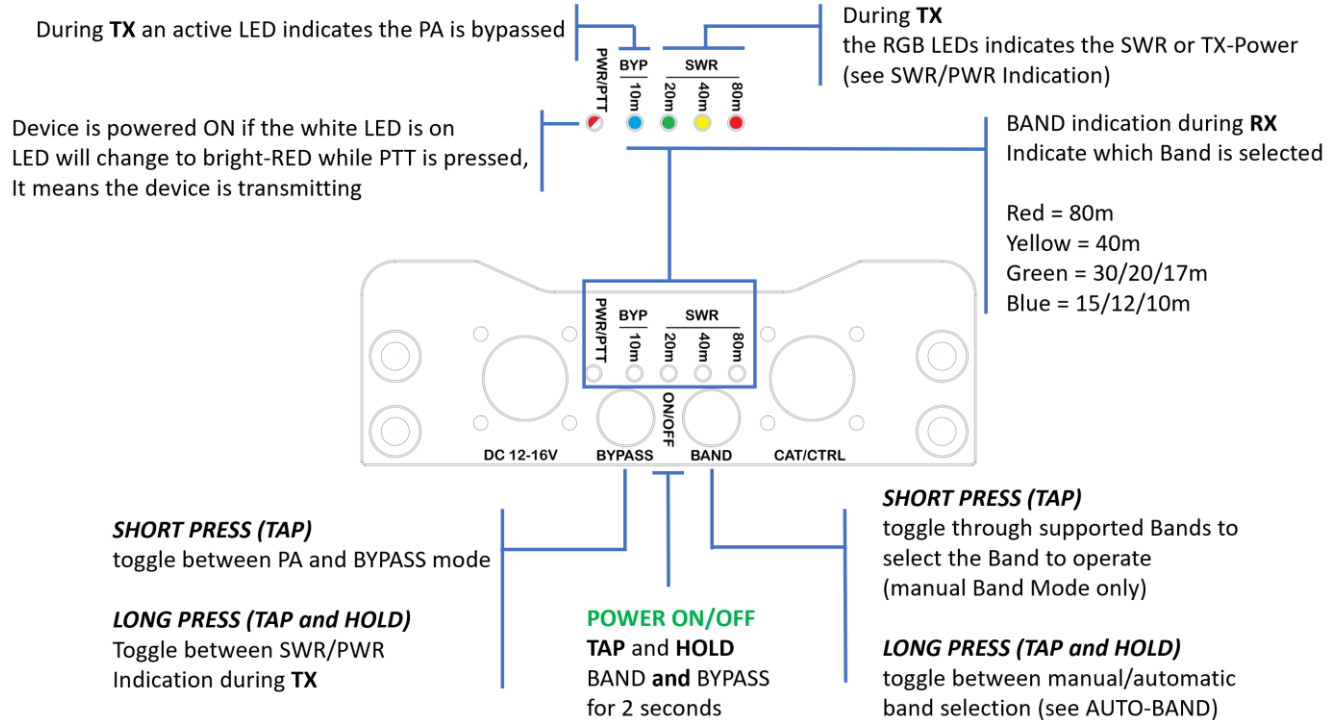 During TX an active LED indicates the PA is bypassed
During TX
the RGB LEDs indicates the SWR or TX-Power
(see SWR/PWR Indication)
PWR/PTT
BYP
SWR
10m
20m
40m
80m
Device is powered ON if the white LED is on
LED will change to bright-RED while PTT is pressed,
It means the device is transmitting
BAND indication during RX
Indicate which Band is selected
Red = 80m
Yellow = 40m
Green = 30/20/17m
Blue = 15/12/10m
PWR/PTT
BYP
SWR
10m
20m
40m
80m
ON/OFF
DC 12-16V
BYPASS
BAND
CAT/CTRL
SHORT PRESS (TAP)
toggle between PA and BYPASS mode
LONG PRESS (TAP and HOLD)
Toggle between SWR/PWR
Indication during TX
POWER ON/OFF
TAP and HOLD
BAND and BYPASS
for 2 seconds
SHORT PRESS (TAP)
toggle through supported Bands to
select the Band to operate
(manual Band Mode only)
LONG PRESS (TAP and HOLD)
toggle between manual/automatic
band selection (see AUTO-BAND)